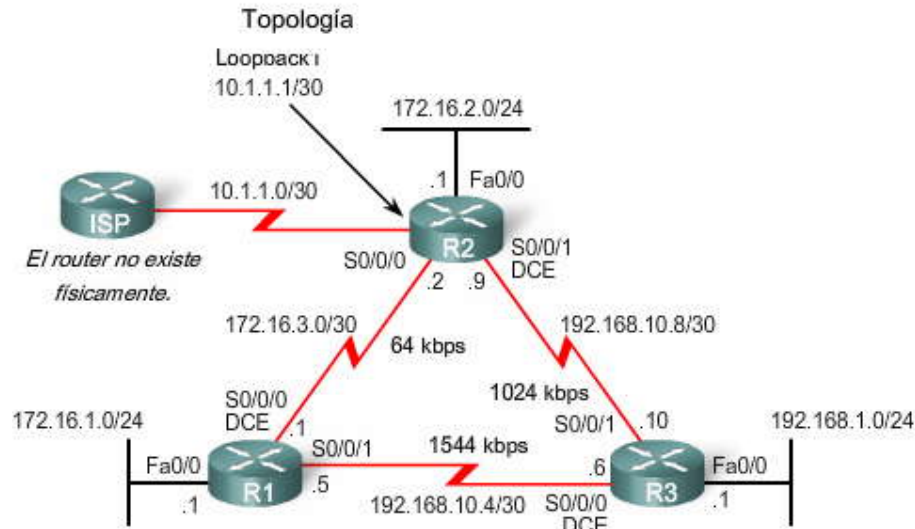 Topología
10.1.1.1/30
172.16.2.0/24
.1 Fa0/0
10.1.1.0/30
ISP
El router no existe
físicamente.
R2
S0/0/0
S0/0/1
DCE
.2 .9
172.16.3.0/30
192.168.10.8/30
64 kbps
1024 kbps
S0/0/0
DCE
.1
S0/0/1 .10
172.16.1.0/24
192.168.1.0/24
Fa0/0
S0/0/1
1544 kbps
.6
Fa0/0
.1
R1
.5
192.168.10.4/30
S0/0/0
DCE
R3
.1